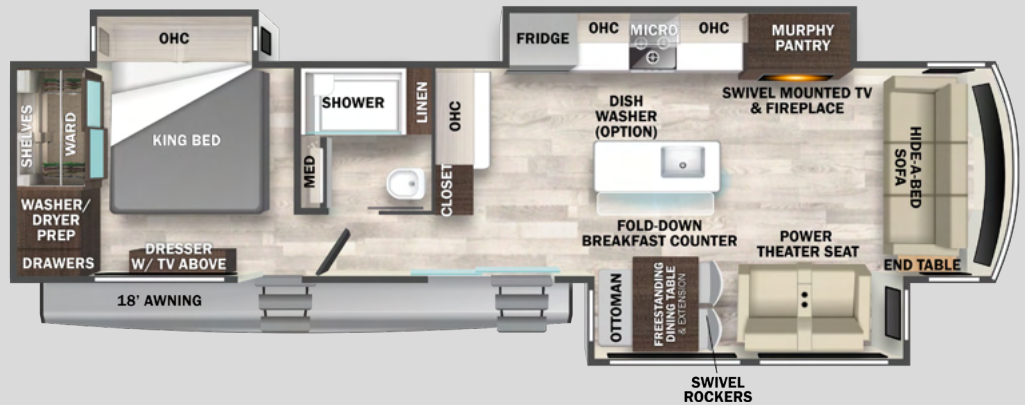 OHC
SHELVES
WARD
KING BED
WASHER/
DRYER
PREP
DRAWERS
DRESSER
W/ TV ABOVE
18' AWNING
SHOWER
LINEN
OHC
MED
CLOSET
FRIDGE
OHC
MICRO
OHC
MURPHY
PANTRY
SWIVEL MOUNTED TV
& FIREPLACE
DISH
WASHER
(OPTION)
HIDE-A-BED
SOFA
FOLD-DOWN
BREAKFAST COUNTER
POWER
THEATER SEAT
END TABLE
OTTOMAN
FREESTANDING
DINING TABLE
& EXTENSION
SWIVEL
ROCKERS